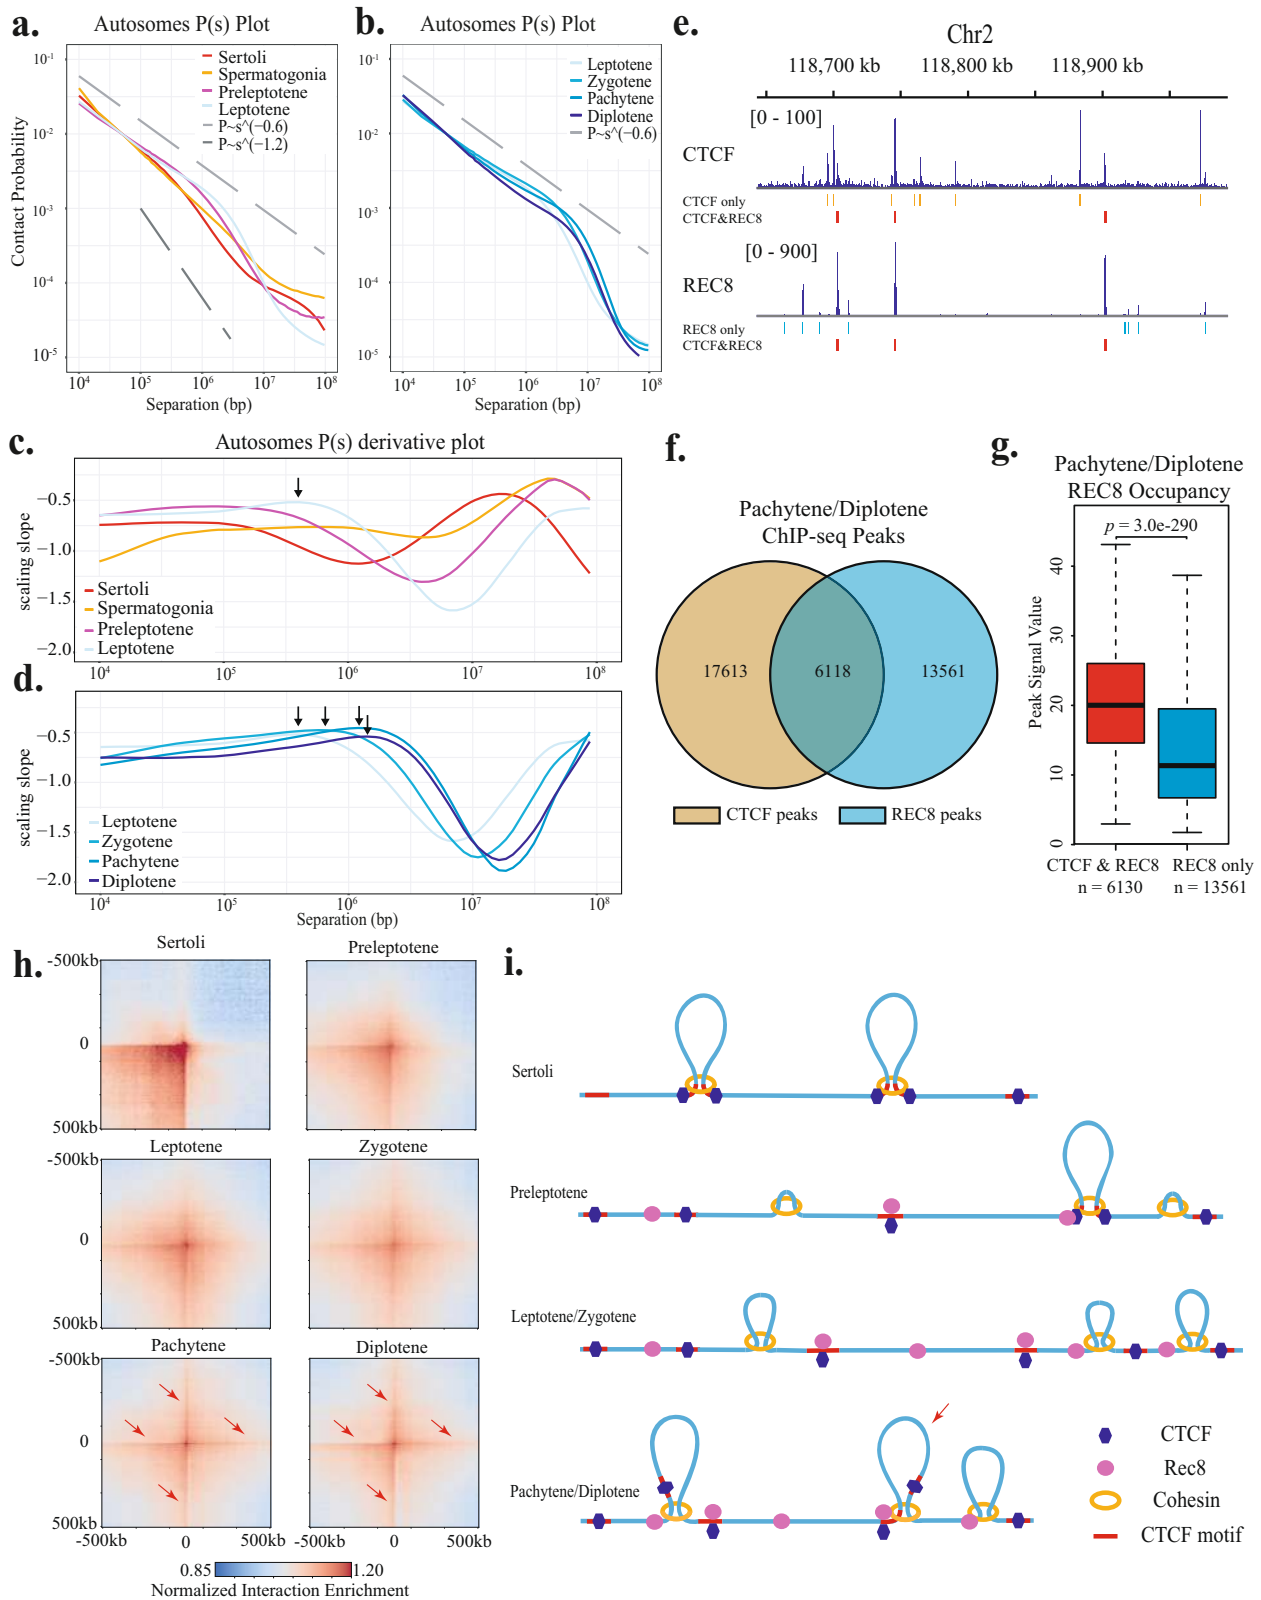 a.
Autosomes P(s) Plot
10-1
10-2
10-3
10-4
10-5
Contact Probability
Sertoli
Spermatogonia
Preleptotene
Leptotene
P~s^(−0.6)
P~s^(−1.2)
10⁴ 10⁵ 10⁶ 10⁷ 10⁸
Separation (bp)
b.
Autosomes P(s) Plot
10-1
10-2
10-3
10-4
10-5
Leptotene
Zygotene
Pachytene
Diplotene
P~s^(−0.6)
10⁴ 10⁵ 10⁶ 10⁷ 10⁸
Separation (bp)
c.
Autosomes P(s) derivative plot
−0.5
−1.0
−1.5
−2.0
scaling slope
Sertoli
Spermatogonia
Preleptotene
Leptotene
10⁴ 10⁵ 10⁶ 10⁷ 10⁸
d.
−0.5
−1.0
−1.5
−2.0
scaling slope
Leptotene
Zygotene
Pachytene
Diplotene
10⁴ 10⁵ 10⁶ 10⁷ 10⁸
Separation (bp)
e.
Chr2
118,700 kb 118,800 kb 118,900 kb
[0 - 100]
CTCF
CTCF only
CTCF&REC8
[0 - 900]
REC8
REC8 only
CTCF&REC8
f.
Pachytene/Diplotene
ChIP-seq Peaks
17613 6118 13561
CTCF peaks REC8 peaks
g.
Pachytene/Diplotene
REC8 Occupancy
p = 3.0e-290
Peak Signal Value
40
30
20
10
0
CTCF & REC8 REC8 only
n = 6130 n = 13561
h.
Sertoli Preleptotene
-500kb
0
500kb
Leptotene Zygotene
-500kb
0
500kb
Pachytene Diplotene
-500kb
0
500kb
-500kb 0 500kb -500kb 0 500kb
0.85 1.20
Normalized Interaction Enrichment
i.
Sertoli
Preleptotene
Leptotene/Zygotene
Pachytene/Diplotene
CTCF
Rec8
Cohesin
CTCF motif